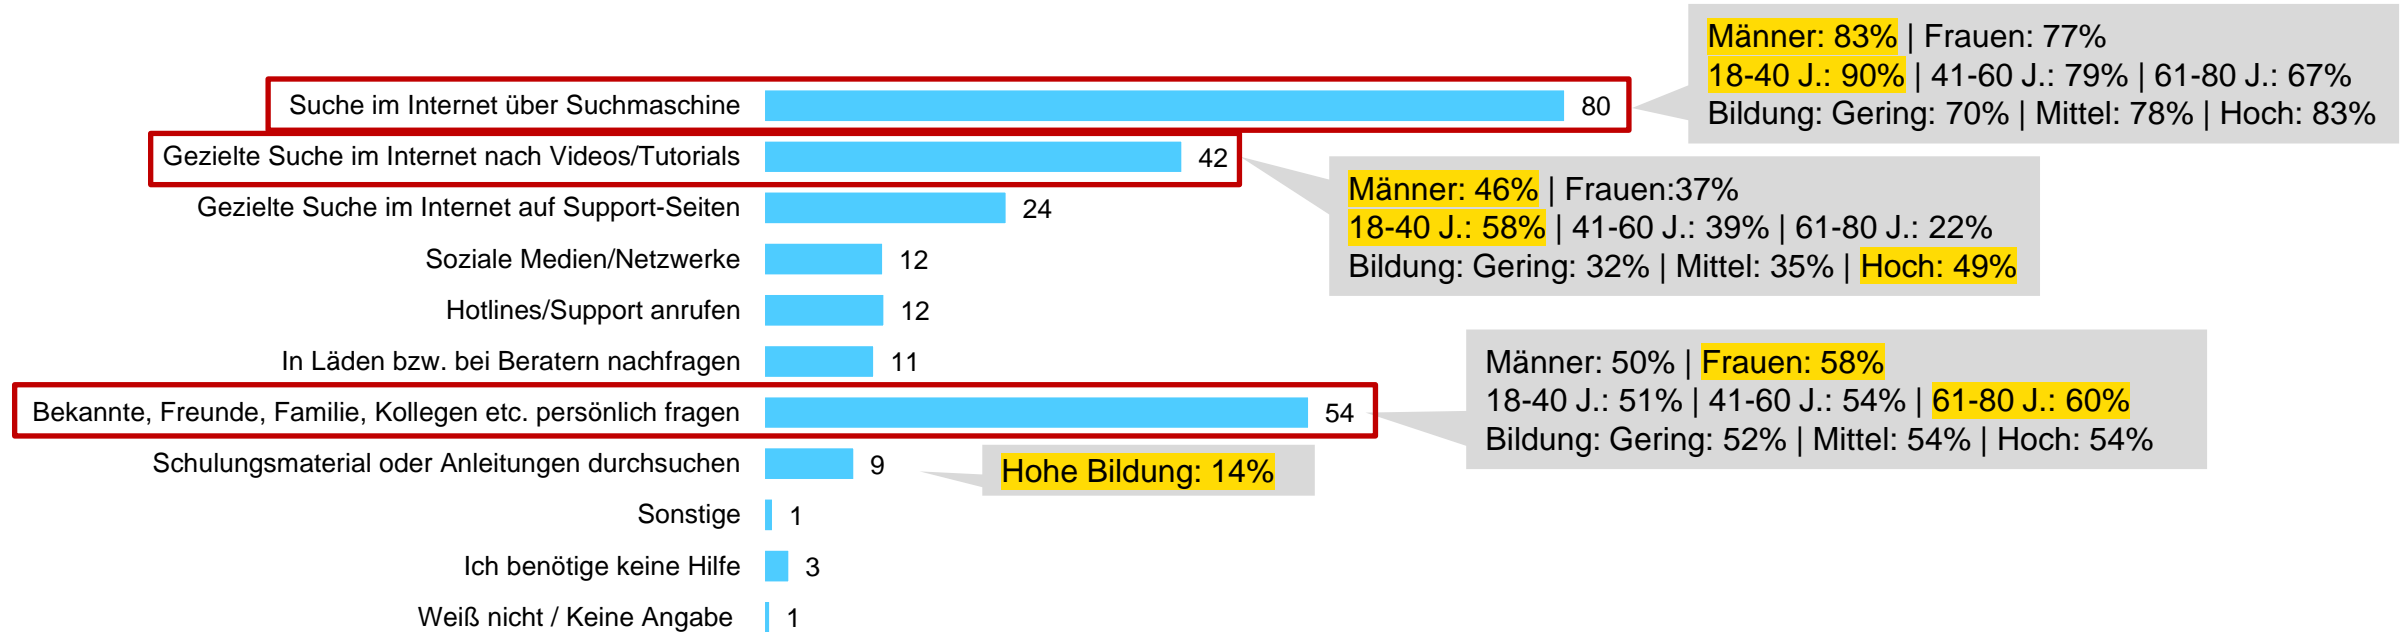 Männer: 83% | Frauen: 77%
18-40 J.: 90% | 41-60 J.: 79% | 61-80 J.: 67%
Bildung: Gering: 70% | Mittel: 78% | Hoch: 83%
Suche im Internet über Suchmaschine 80
Gezielte Suche im Internet nach Videos/Tutorials 42
Männer: 46% | Frauen:37%
18-40 J.: 58% | 41-60 J.: 39% | 61-80 J.: 22%
Bildung: Gering: 32% | Mittel: 35% | Hoch: 49%
Gezielte Suche im Internet auf Support-Seiten 24
Soziale Medien/Netzwerke 12
Hotlines/Support anrufen 12
In Läden bzw. bei Beratern nachfragen 11
Männer: 50% | Frauen: 58%
18-40 J.: 51% | 41-60 J.: 54% | 61-80 J.: 60%
Bildung: Gering: 52% | Mittel: 54% | Hoch: 54%
Bekannte, Freunde, Familie, Kollegen etc. persönlich fragen 54
Schulungsmaterial oder Anleitungen durchsuchen 9
Hohe Bildung: 14%
Sonstige 1
Ich benötige keine Hilfe 3
Weiß nicht / Keine Angabe 1